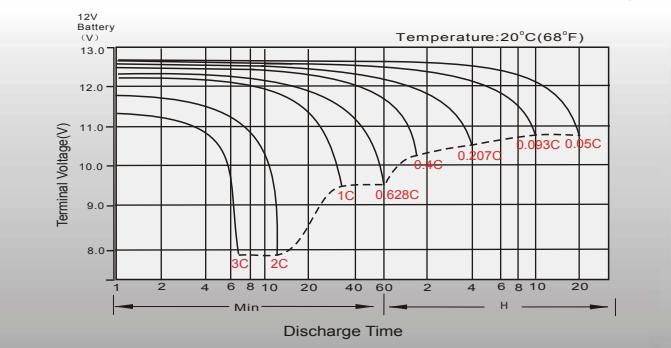 12V
Battery
(V)
Temperature:20°C(68°F)
13.0
12.0
11.0
10.0
9.0
8.0
Terminal Voltage(V)
0.4C
0.207C
0.093C
0.05C
1C
0.628C
3C
2C
1 2 4 6 8 10 20 40 60 2 4 6 8 10 20
Min H
Discharge Time